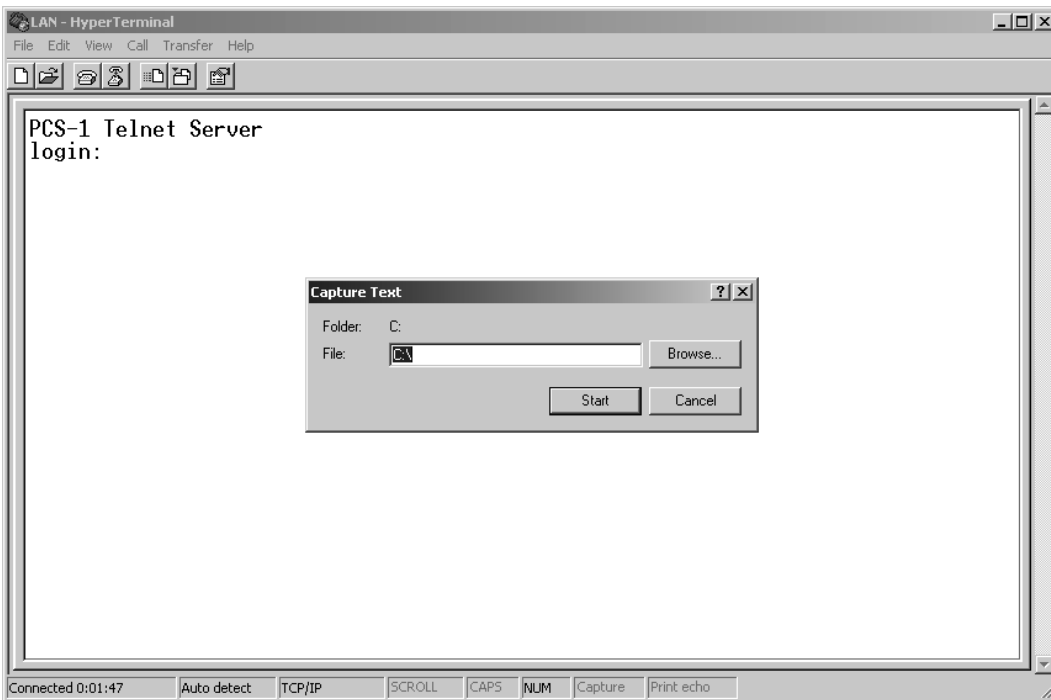 LAN - HyperTerminal
File Edit View Call Transfer Help
PCS-1 Telnet Server
login:
Capture Text
Folder: C:
File: C:\ Browse...
Start Cancel
Connected 0:01:47 Auto detect TCP/IP SCROLL CAPS NUM Capture Print echo